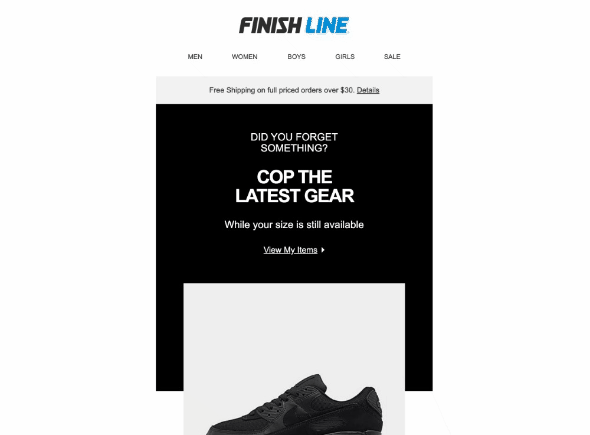 FINISH LINE
MEN WOMEN BOYS GIRLS SALE
Free Shipping on full priced orders over $30. Details
DID YOU FORGET
SOMETHING?
COP THE
LATEST GEAR
While your size is still available
View My Items